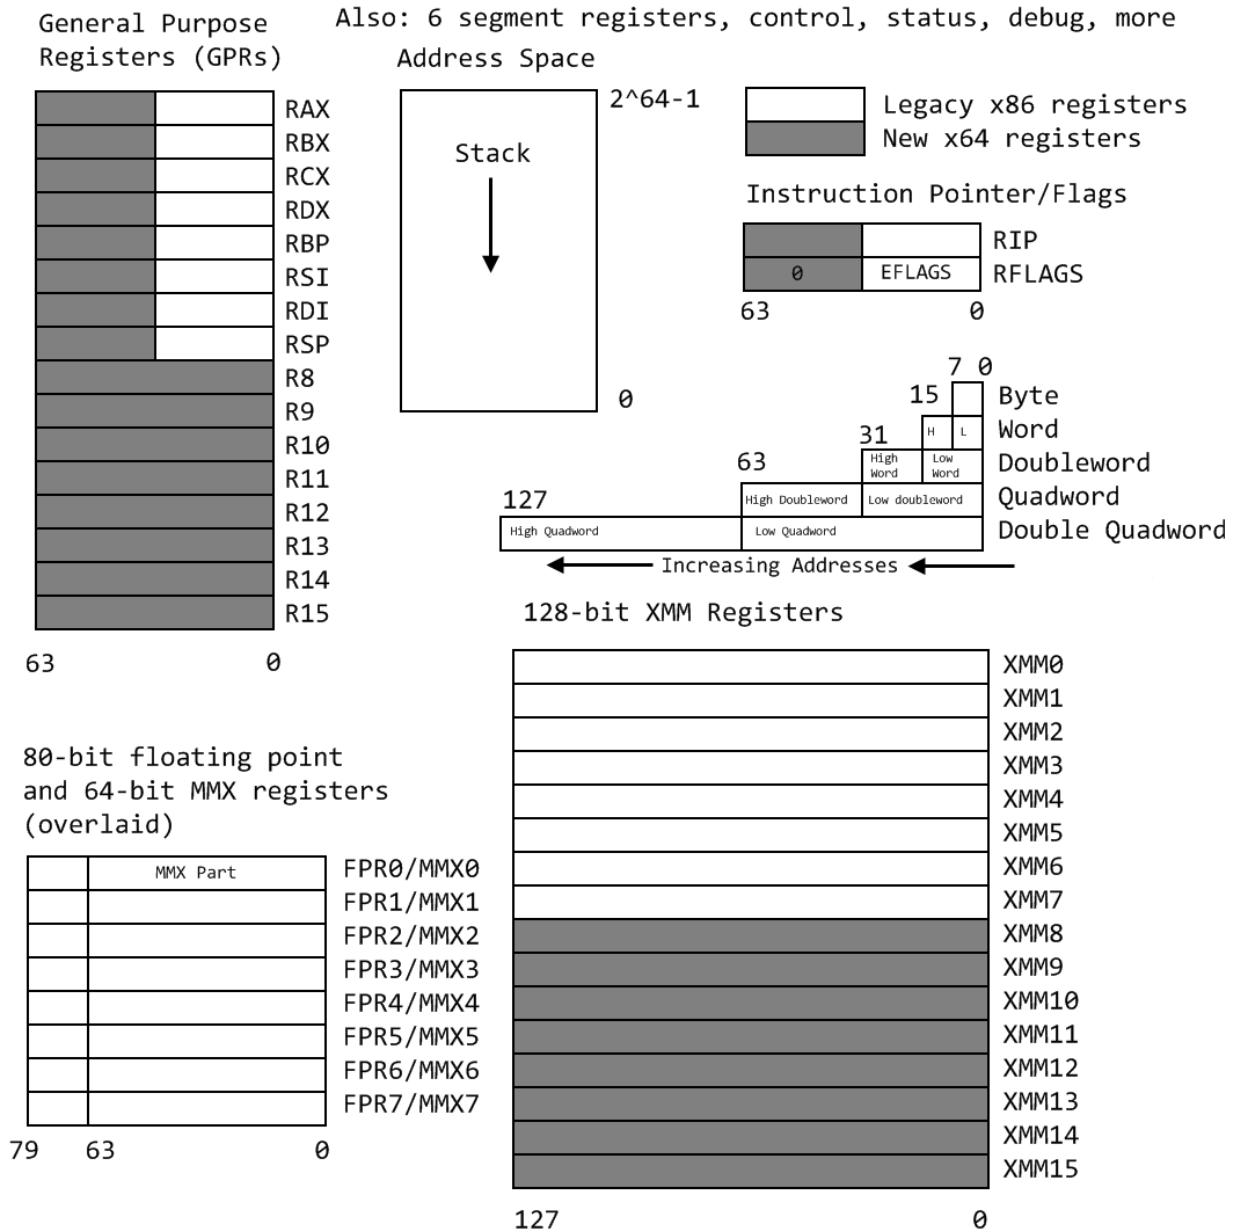 General Purpose
Registers (GPRs)
Also: 6 segment registers, control, status, debug, more
RAX
RBX
RCX
RDX
RBP
RSI
RDI
RSP
R8
R9
R10
R11
R12
R13
R14
R15
63 0
Address Space
2^64-1
Stack
0
Legacy x86 registers
New x64 registers
Instruction Pointer/Flags
RIP
0 EFLAGS RFLAGS
63 0
7 0
Byte
15
H L Word
31
High Word Low Word Doubleword
63
High Doubleword Low doubleword Quadword
127
High Quadword Low Quadword Double Quadword
Increasing Addresses
80-bit floating point
and 64-bit MMX registers
(overlaid)
MMX Part FPR0/MMX0
FPR1/MMX1
FPR2/MMX2
FPR3/MMX3
FPR4/MMX4
FPR5/MMX5
FPR6/MMX6
FPR7/MMX7
79 63 0
128-bit XMM Registers
XMM0
XMM1
XMM2
XMM3
XMM4
XMM5
XMM6
XMM7
XMM8
XMM9
XMM10
XMM11
XMM12
XMM13
XMM14
XMM15
127 0